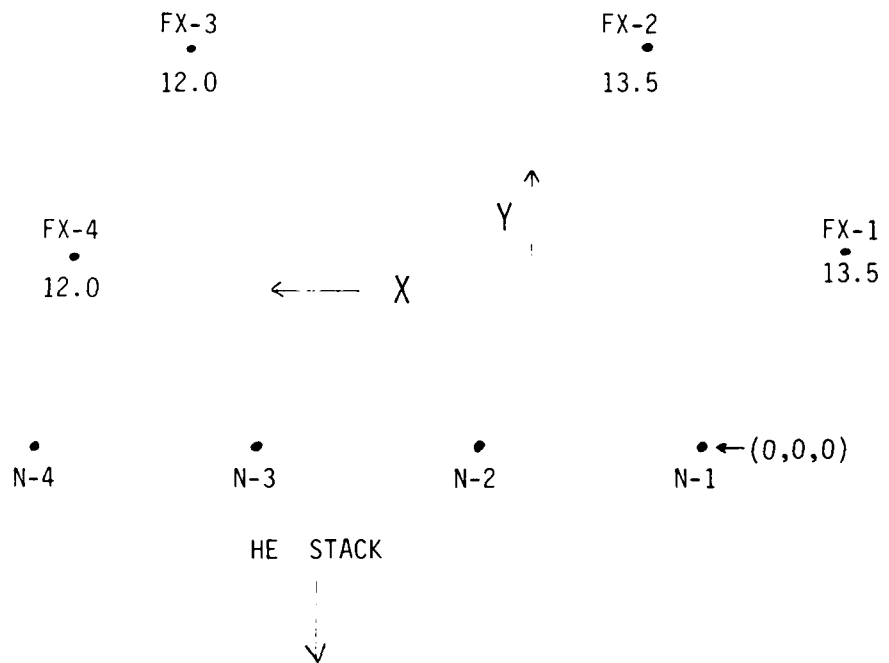 FX-3
FX-2
12.0
13.5
Y
FX-4
FX-1
12.0
13.5
X
(0,0,0)
N-4
N-3
N-2
N-1
HE STACK